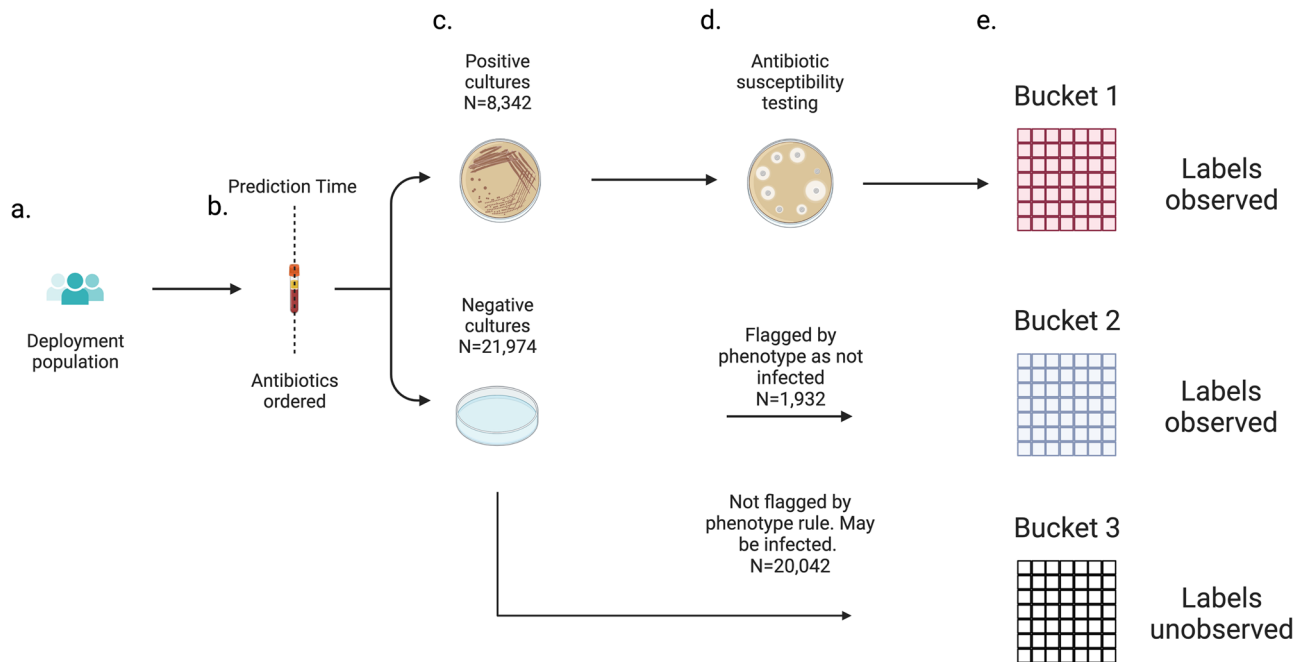 a.
Deployment
population
b.
Prediction Time
Antibiotics
ordered
c.
Positive
cultures
N=8,342
Negative
cultures
N=21,974
d.
Antibiotic
susceptibility
testing
Flagged by
phenotype as not
infected
N=1,932
Not flagged by
phenotype rule. May
be infected.
N=20,042
e.
Bucket 1
Labels
observed
Bucket 2
Labels
observed
Bucket 3
Labels
unobserved